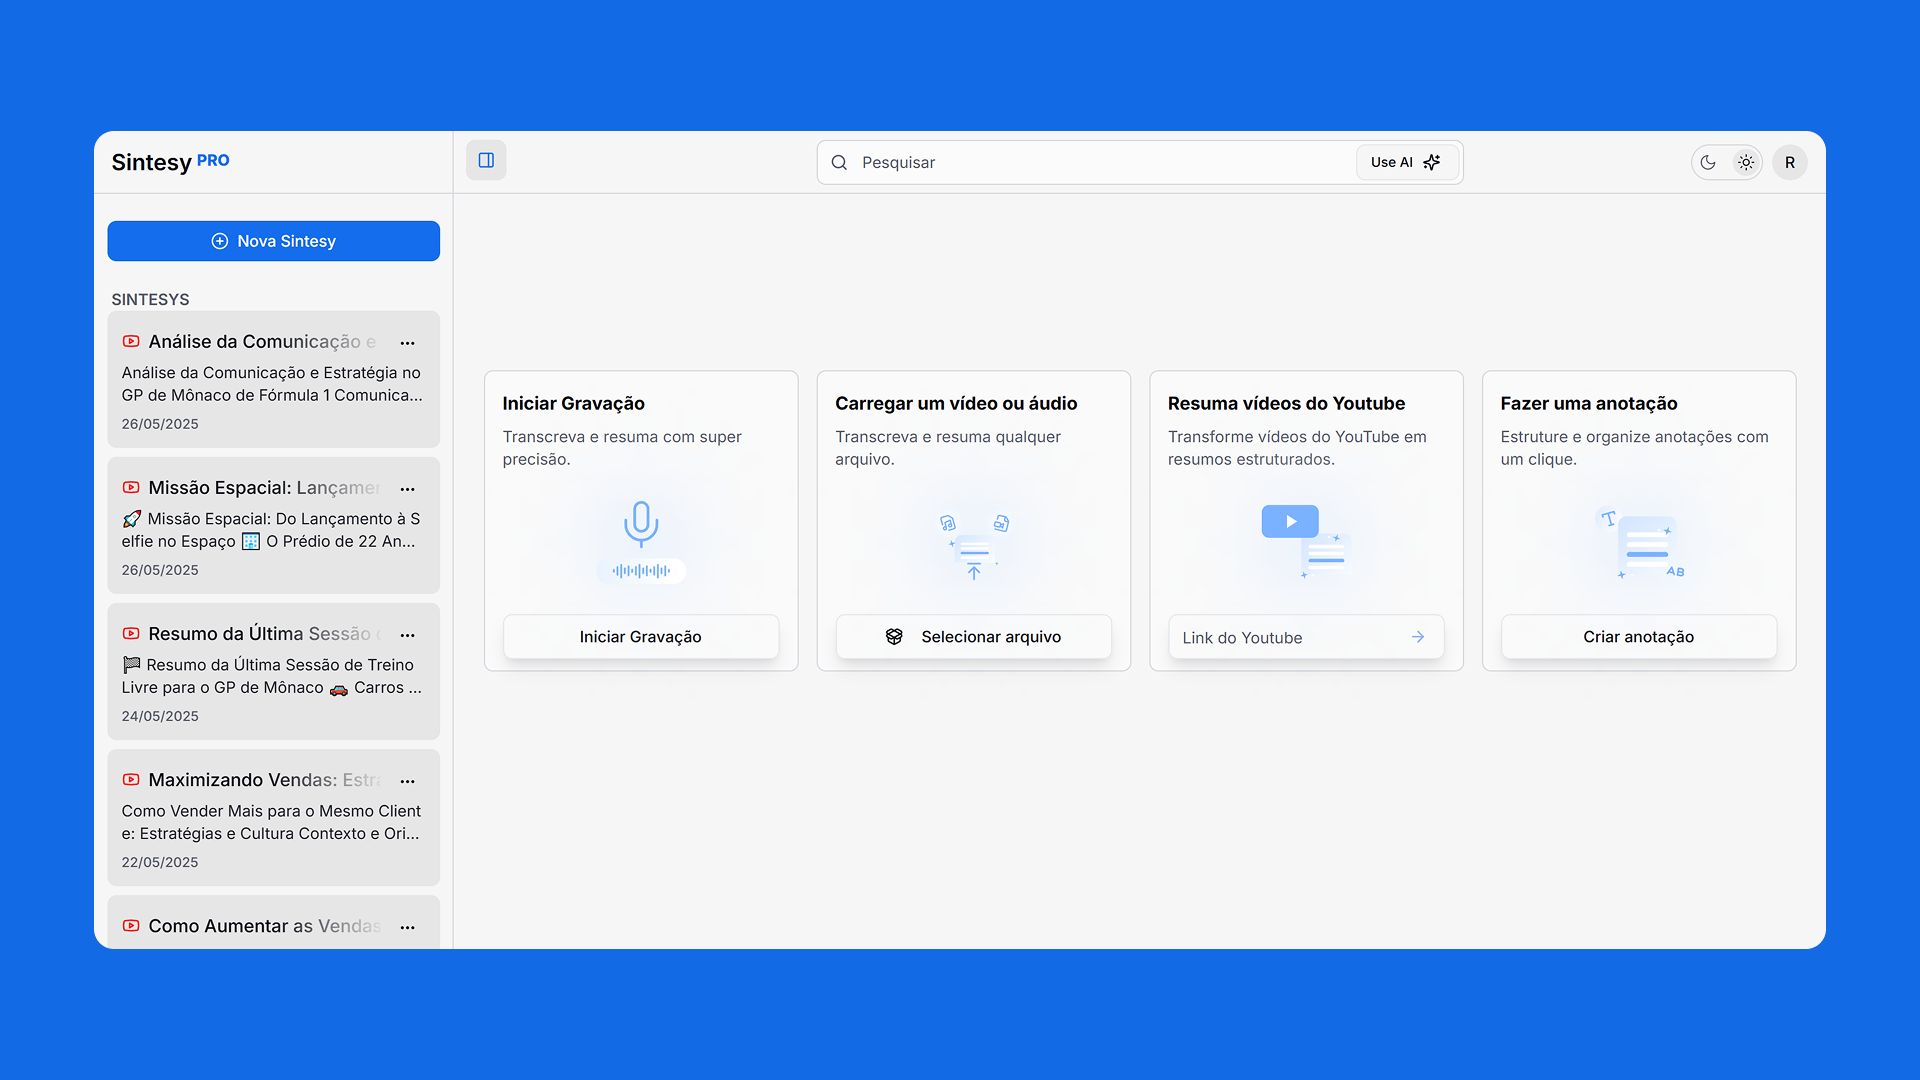 Sintesy PRO
Pesquisar
Use AI
R
Nova Sintesy
SINTESYS
Análise da Comunicação e
Análise da Comunicação e Estratégia no
GP de Mônaco de Fórmula 1 Comunica...
26/05/2025
Missão Espacial: Lançamen
🚀 Missão Espacial: Do Lançamento à S
elfie no Espaço 🏢 O Prédio de 22 An...
26/05/2025
Resumo da Última Sessão
🏁 Resumo da Última Sessão de Treino
Livre para o GP de Mônaco 🚗 Carros ...
24/05/2025
Maximizando Vendas: Estra
Como Vender Mais para o Mesmo Client
e: Estratégias e Cultura Contexto e Ori...
22/05/2025
Como Aumentar as Vendas
Iniciar Gravação
Transcreva e resuma com super
precisão.
Iniciar Gravação
Carregar um vídeo ou áudio
Transcreva e resuma qualquer
arquivo.
Selecionar arquivo
Resuma vídeos do Youtube
Transforme vídeos do YouTube em
resumos estruturados.
Link do Youtube
Fazer uma anotação
Estruture e organize anotações com
um clique.
T
AB
Criar anotação